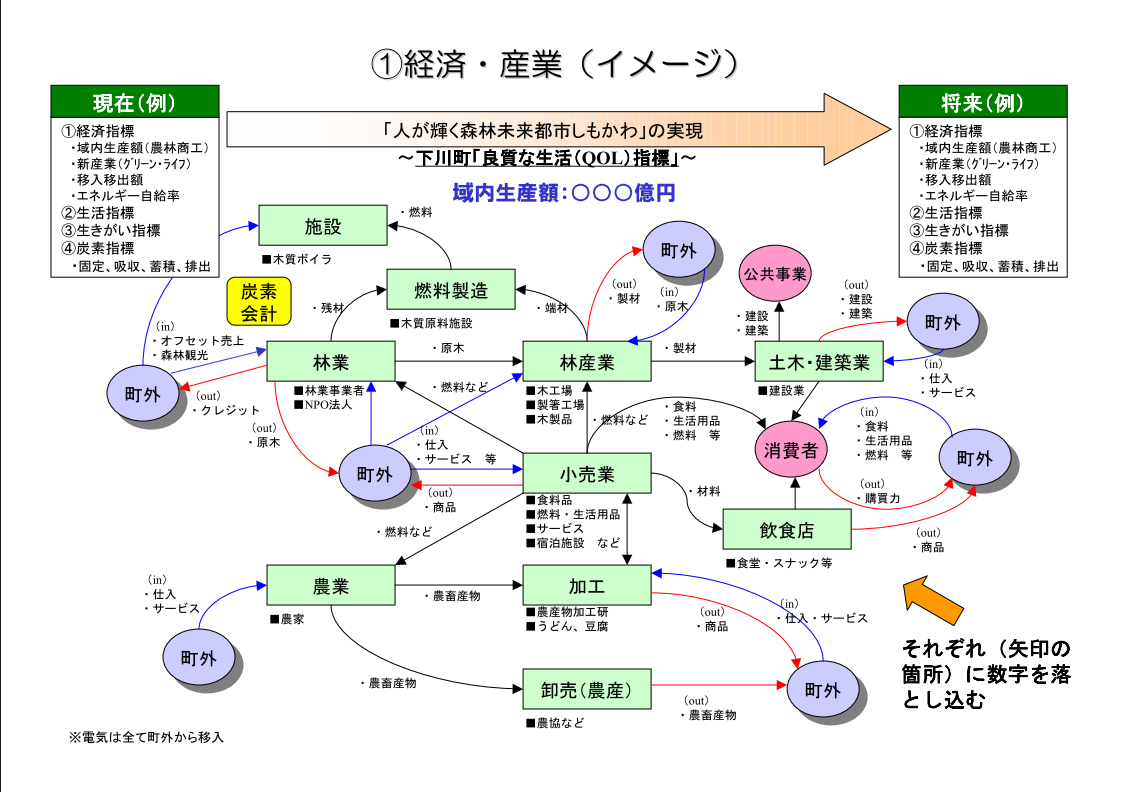 ①経済・産業（イメージ）
現在（例）
①経済指標
・域内生産額（農林商工）
・新産業（グリーン・ライフ）
・移入移出額
・エネルギー自給率
②生活指標
③生きがい指標
④炭素指標
・固定、吸収、蓄積、排出
「人が輝く森林未来都市しもかわ」の実現
～下川町「良質な生活（QOL）指標」～
域内生産額：〇〇〇億円
将来（例）
①経済指標
・域内生産額（農林商工）
・新産業（グリーン・ライフ）
・移入移出額
・エネルギー自給率
②生活指標
③生きがい指標
④炭素指標
・固定、吸収、蓄積、排出
施設
■木質ボイラ
・燃料
燃料製造
■木質原料施設
炭素
会計
・残材
・端材
町外
(out)
・製材
(in)
・原木
公共事業
・建設
・建築
(out)
・建設
・建築
町外
(in)
・オフセット売上
・森林観光
林業
■林業事業者
■NPO法人
・原木
林産業
■木工場
■製箸工場
■木製品
・製材
土木・建築業
■建設業
(in)
・仕入
・サービス
町外
(out)
・クレジット
(out)
・原木
・燃料など
・燃料など
・食料
・生活用品
・燃料　等
消費者
(in)
・食料
・生活用品
・燃料　等
町外
(out)
・購買力
町外
(in)
・仕入
・サービス　等
(out)
・商品
小売業
■食料品
■燃料・生活用品
■サービス
■宿泊施設　など
・材料
飲食店
■食堂・スナック等
(out)
・商品
・燃料など
農業
■農家
・農畜産物
加工
■農産物加工研
■うどん、豆腐
(in)
・仕入
・サービス
町外
(out)
・商品
(in)
・仕入・サービス
町外
・農畜産物
卸売（農産）
■農協など
(out)
・農畜産物
それぞれ（矢印の
箇所）に数字を落
とし込む
※電気は全て町外から移入